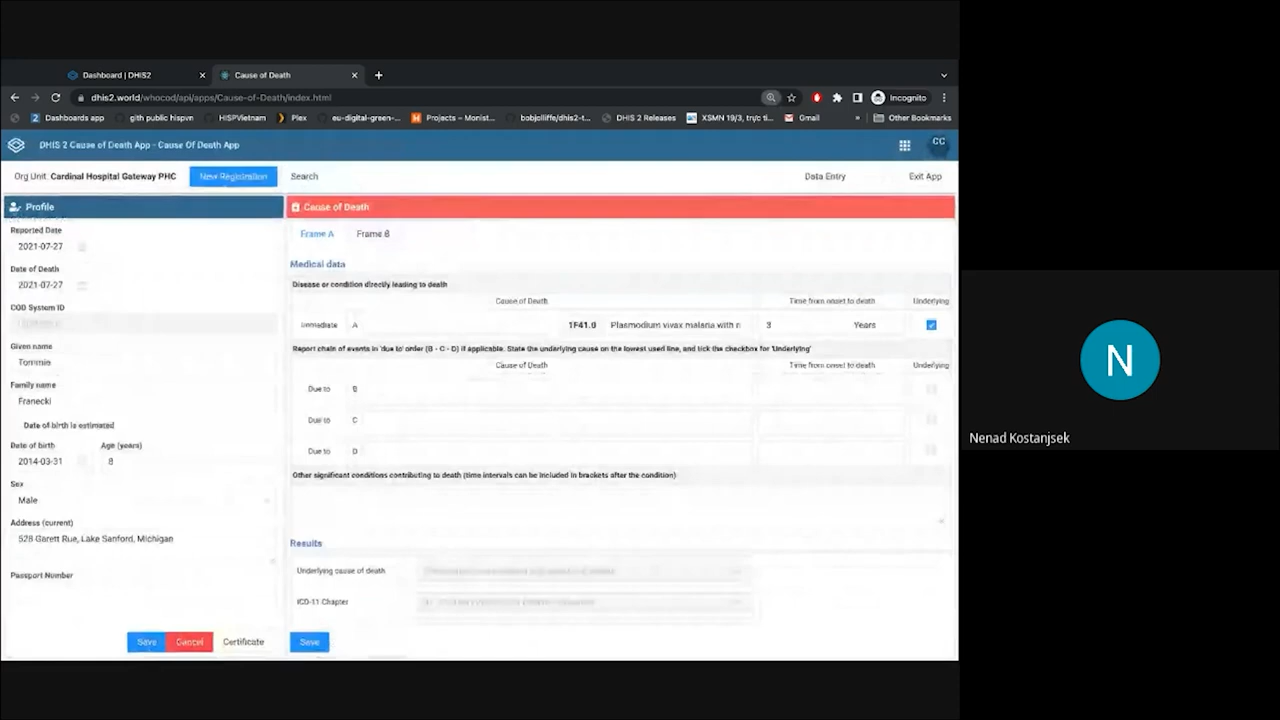 Dashboard | DHIS2
Cause of Death
dhis2.world/whocod/api/apps/Cause-of-Death/index.html
Incognito
Dashboards app
gith public hispvn
HISPVietnam
Plex
eu-digital-green-...
Projects – Monist...
bobjolliffe/dhis2-t...
DHIS 2 Releases
XSMN 19/3, trực ti...
Gmail
»
Other Bookmarks
DHIS 2 Cause of Death App - Cause Of Death App
CC
Org Unit Cardinal Hospital Gateway PHC
New Registration
Search
Data Entry
Exit App
Profile
Reported Date
2021-07-27
Date of Death
2021-07-27
COD System ID
Given name
Tommie
Family name
Franecki
Date of birth is estimated
Date of birth Age (years)
2014-03-31 8
Sex
Male
Address (current)
528 Garett Rue, Lake Sanford, Michigan
Passport Number
Save Cancel Certificate
Cause of Death
Frame A Frame B
Medical data
Disease or condition directly leading to death
Cause of Death Time from onset to death Underlying
Immediate A 1F41.0 Plasmodium vivax malaria with 3 Years
Report chain of events in 'due to' order (B - C - D) if applicable. State the underlying cause on the lowest used line, and tick the checkbox for 'Underlying'
Cause of Death Time from onset to death Underlying
Due to B
Due to C
Due to D
Other significant conditions contributing to death (time intervals can be included in brackets after the condition)
Results
Underlying cause of death
ICD-11 Chapter
Save
N
Nenad Kostanjsek